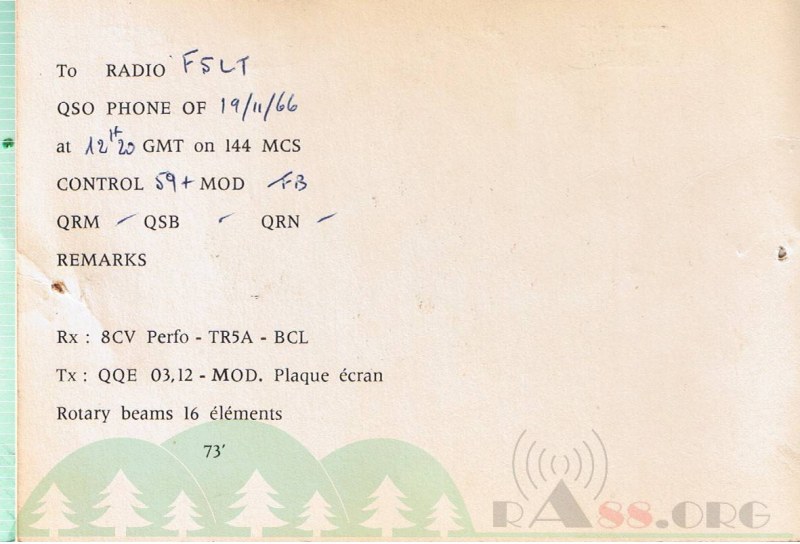 To RADIO F5LT
QSO PHONE OF 19/11/66
at 12H20 GMT on 144 MCS
CONTROL 59+ MOD FB
QRM – QSB – QRN –
REMARKS
Rx : 8CV Perfo - TR5A - BCL
Tx : QQE 03,12 - MOD. Plaque écran
Rotary beams 16 éléments
73'
RA88.ORG